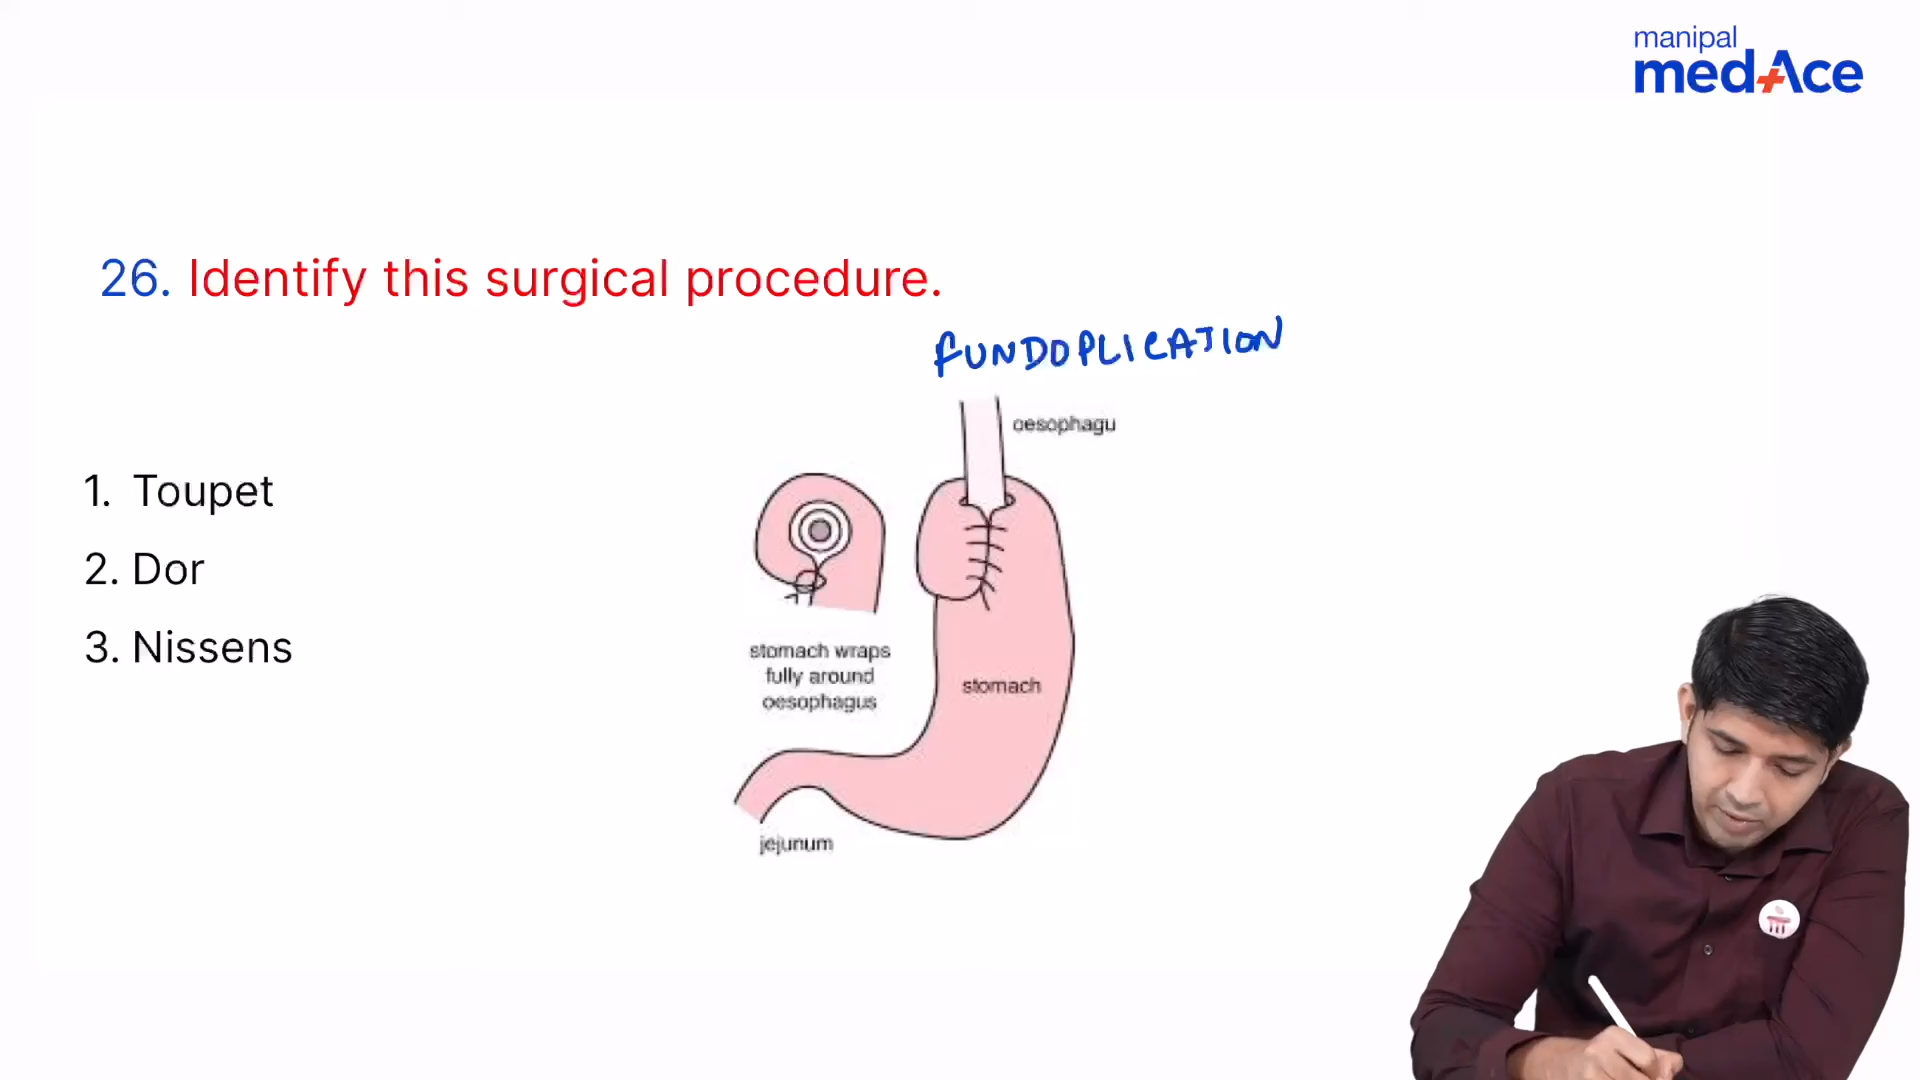 manipal
medAce
26. Identify this surgical procedure.
FUNDOPLICATION
oesophagu
1. Toupet
2. Dor
3. Nissens
stomach wraps
fully around
oesophagus
stomach
jejunum